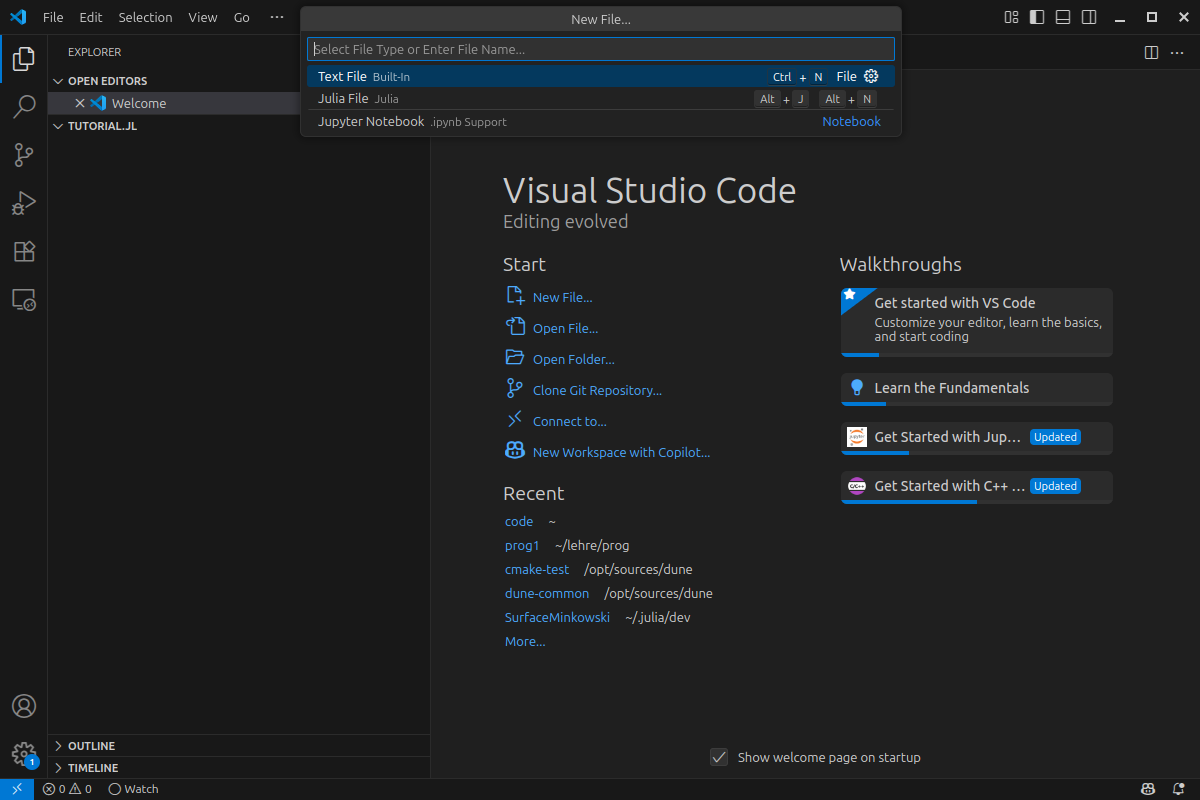 File Edit Selection View Go ···
New File...
Select File Type or Enter File Name...
Text File Built-In Ctrl + N File
Julia File Julia Alt + J Alt + N
Jupyter Notebook .ipynb Support Notebook
EXPLORER
OPEN EDITORS
Welcome
TUTORIAL.JL
OUTLINE
TIMELINE
Visual Studio Code
Editing evolved
Start
New File...
Open File...
Open Folder...
Clone Git Repository...
Connect to...
New Workspace with Copilot...
Recent
code ~
prog1 ~/lehre/prog
cmake-test /opt/sources/dune
dune-common /opt/sources/dune
SurfaceMinkowski ~/.julia/dev
More...
Walkthroughs
Get started with VS Code
Customize your editor, learn the basics,
and start coding
Learn the Fundamentals
jupyter Get Started with Jup... Updated
C/C++ Get Started with C++ ... Updated
Show welcome page on startup
1
0 0 Watch